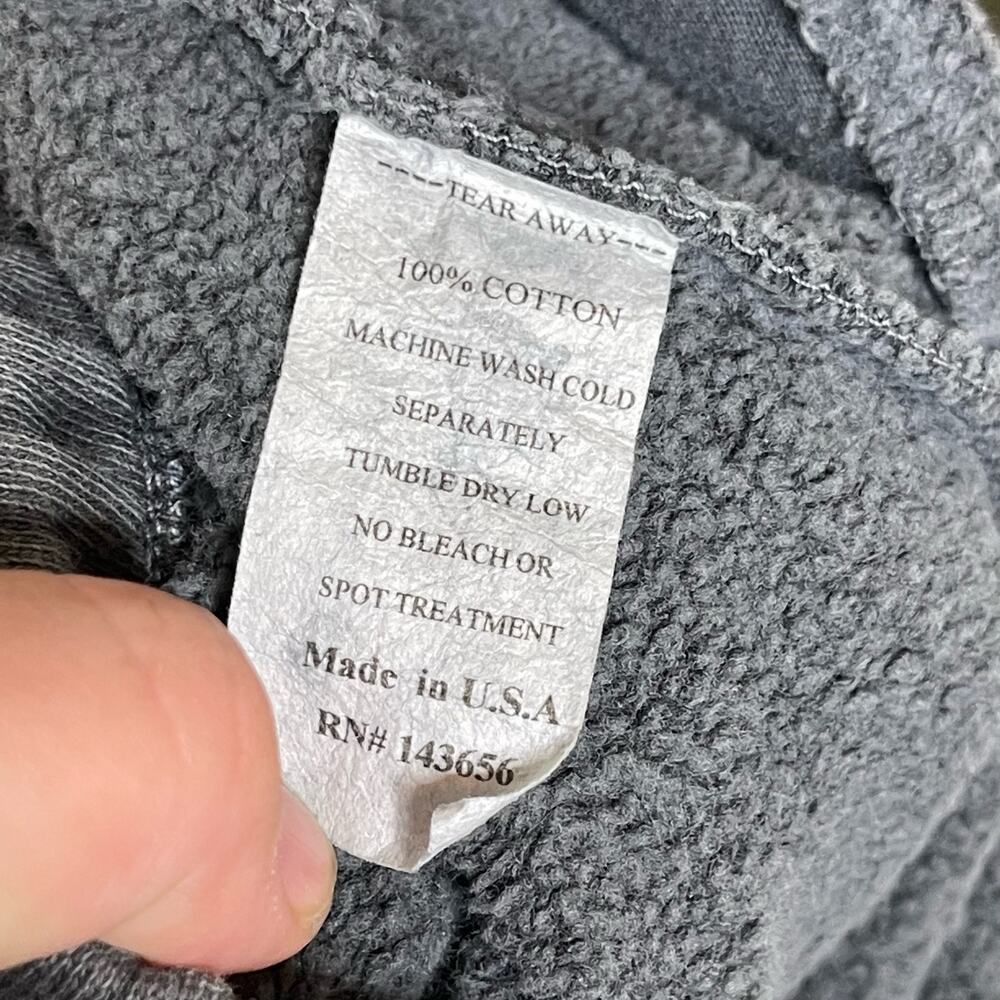 ----TEAR AWAY----
100% COTTON
MACHINE WASH COLD
SEPARATELY
TUMBLE DRY LOW
NO BLEACH OR
SPOT TREATMENT
Made in U.S.A
RN# 143656